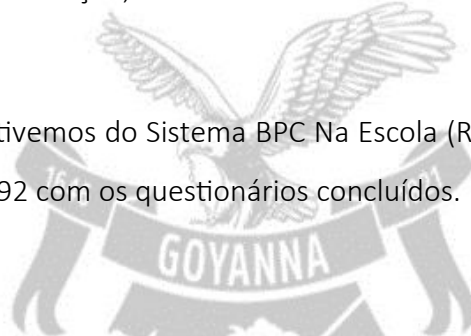 tivemos do Sistema BPC Na Escola (R
92 com os questionários concluídos.
GOYANNA